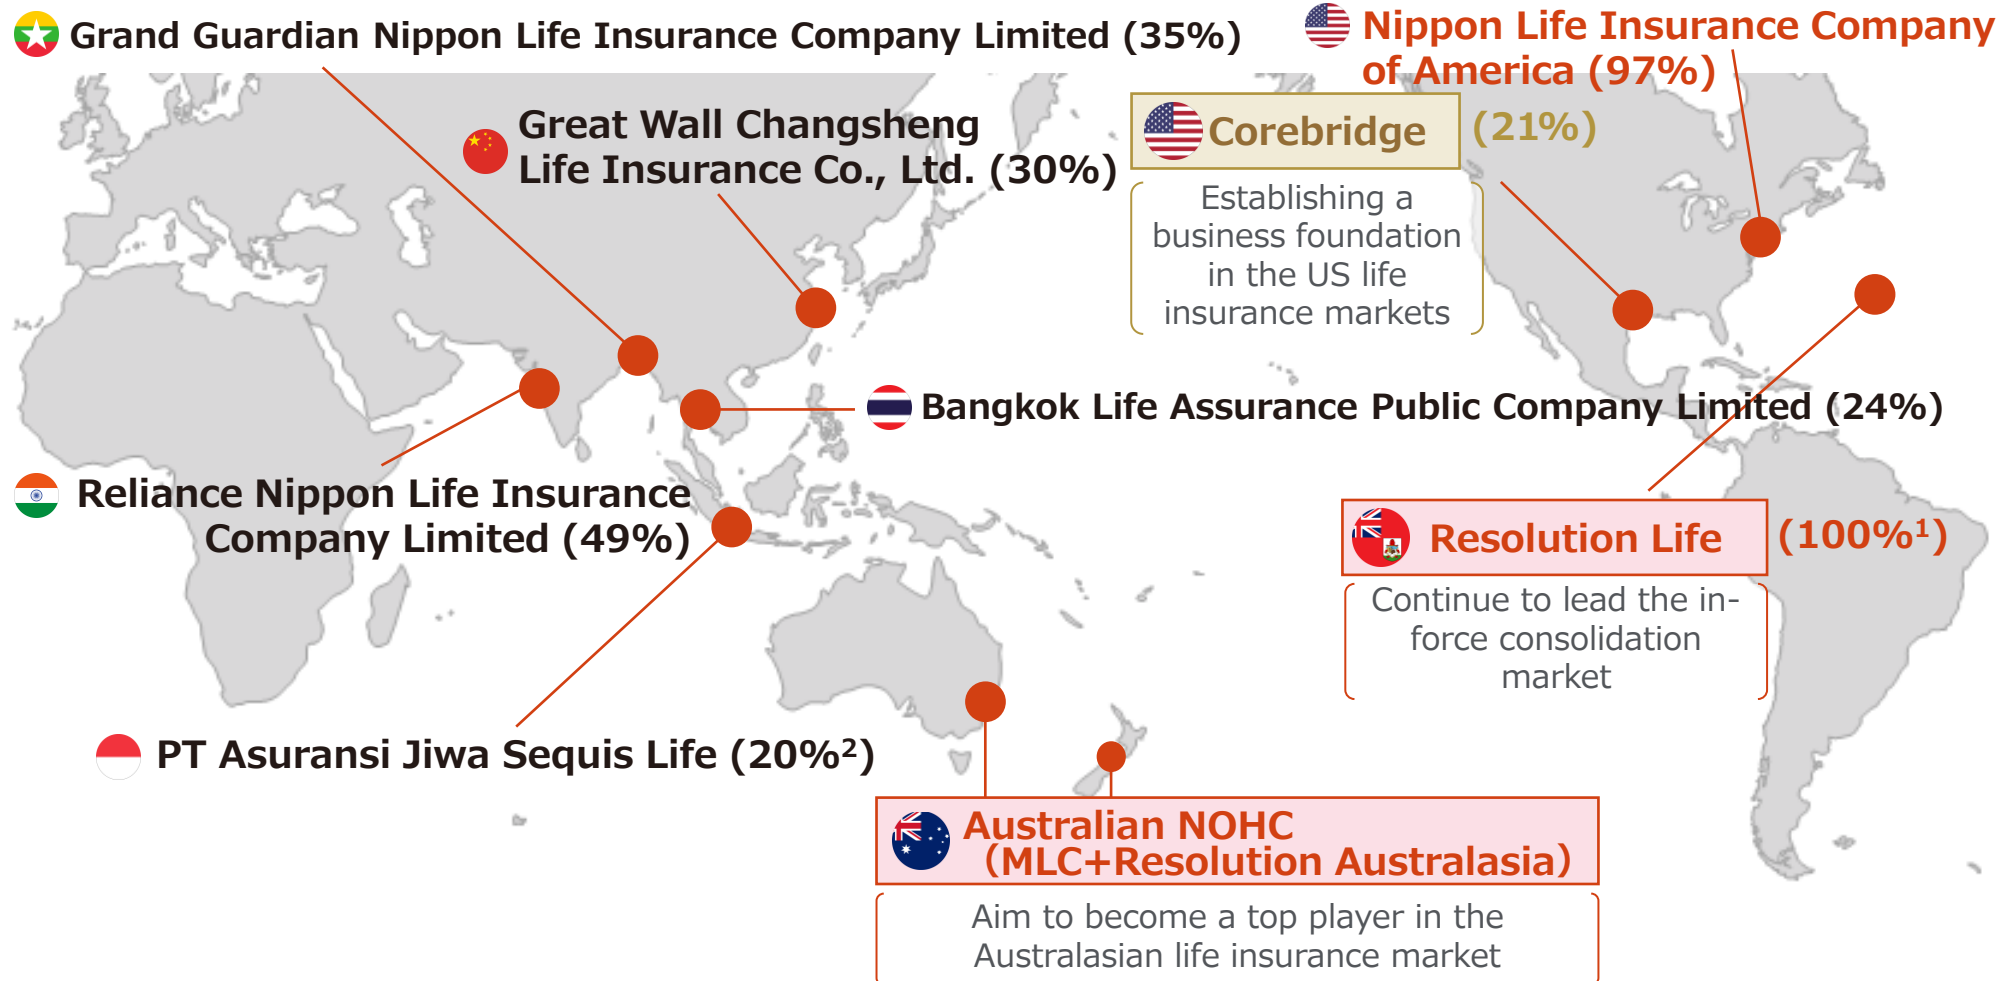 Grand Guardian Nippon Life Insurance Company Limited (35%)
Nippon Life Insurance Company
of America (97%)
Great Wall Changsheng
Life Insurance Co., Ltd. (30%)
Corebridge (21%)
Establishing a
business foundation
in the US life
insurance markets
Bangkok Life Assurance Public Company Limited (24%)
Reliance Nippon Life Insurance
Company Limited (49%)
Resolution Life (100%¹)
Continue to lead the in-
force consolidation
market
PT Asuransi Jiwa Sequis Life (20%²)
Australian NOHC
(MLC+Resolution Australasia)
Aim to become a top player in the
Australasian life insurance market